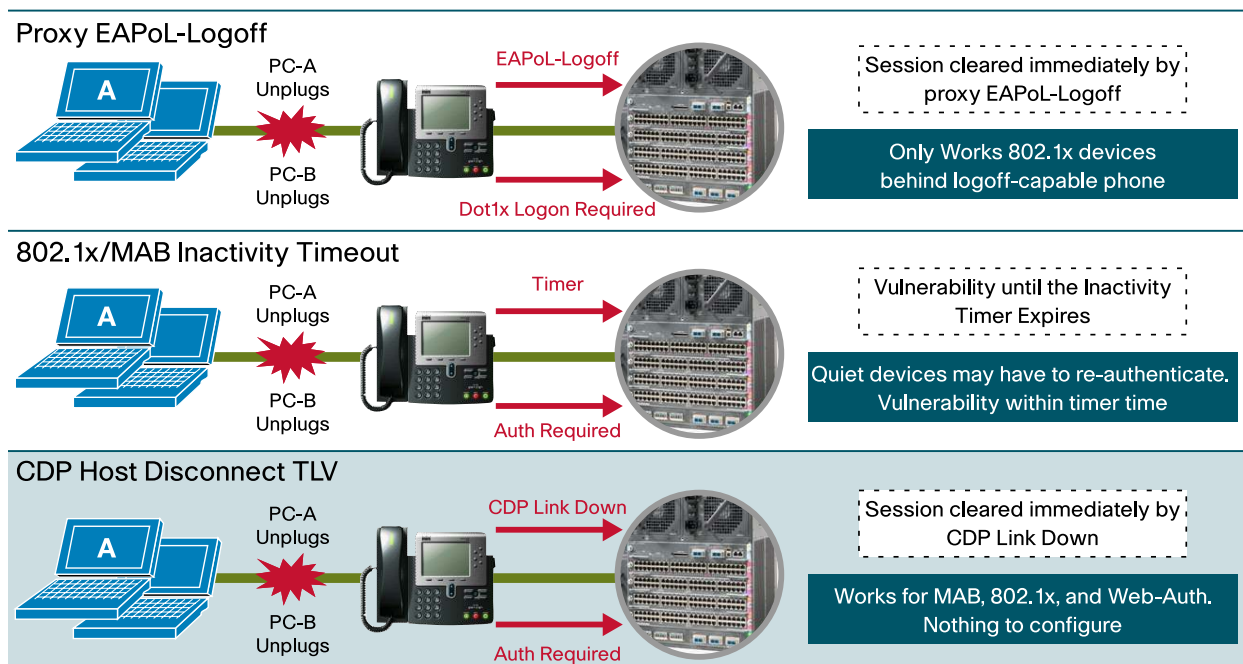 Proxy EAPoL-Logoff
A
PC-A
Unplugs
PC-B
Unplugs
EAPoL-Logoff
Dot1x Logon Required
Session cleared immediately by
proxy EAPoL-Logoff
Only Works 802.1x devices
behind logoff-capable phone
802.1x/MAB Inactivity Timeout
A
PC-A
Unplugs
PC-B
Unplugs
Timer
Auth Required
Vulnerability until the Inactivity
Timer Expires
Quiet devices may have to re-authenticate.
Vulnerability within timer time
CDP Host Disconnect TLV
A
PC-A
Unplugs
PC-B
Unplugs
CDP Link Down
Auth Required
Session cleared immediately by
CDP Link Down
Works for MAB, 802.1x, and Web-Auth.
Nothing to configure